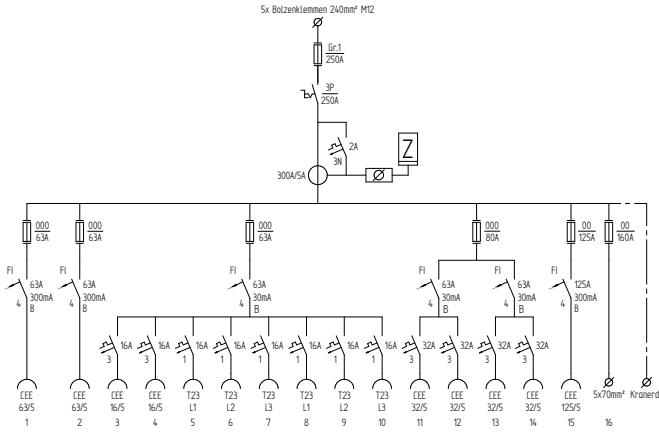 5x Bolzenklemmen 240mm² M12
Gr.1
250A
3P
250A
2A
3N
Z
300A/5A
000 000 000 000 00 00
63A 63A 63A 80A 125A 160A
FI FI FI FI FI FI
63A 63A 63A 63A 63A 125A
300mA 300mA 30mA 30mA 30mA 300mA
4 4 4 4 4 4
B B B B B B
16A 16A 16A 16A 16A 16A 16A 16A 32A 32A 32A 32A
3 3 1 1 1 1 1 1 3 3 3 3
CEE CEE CEE CEE T23 T23 T23 T23 T23 T23 CEE CEE CEE CEE CEE 5x70mm² Kranerd
63/5 63/5 16/5 16/5 L1 L2 L3 L1 L2 L3 32/5 32/5 32/5 32/5 125/5
1 2 3 4 5 6 7 8 9 10 11 12 13 14 15 16